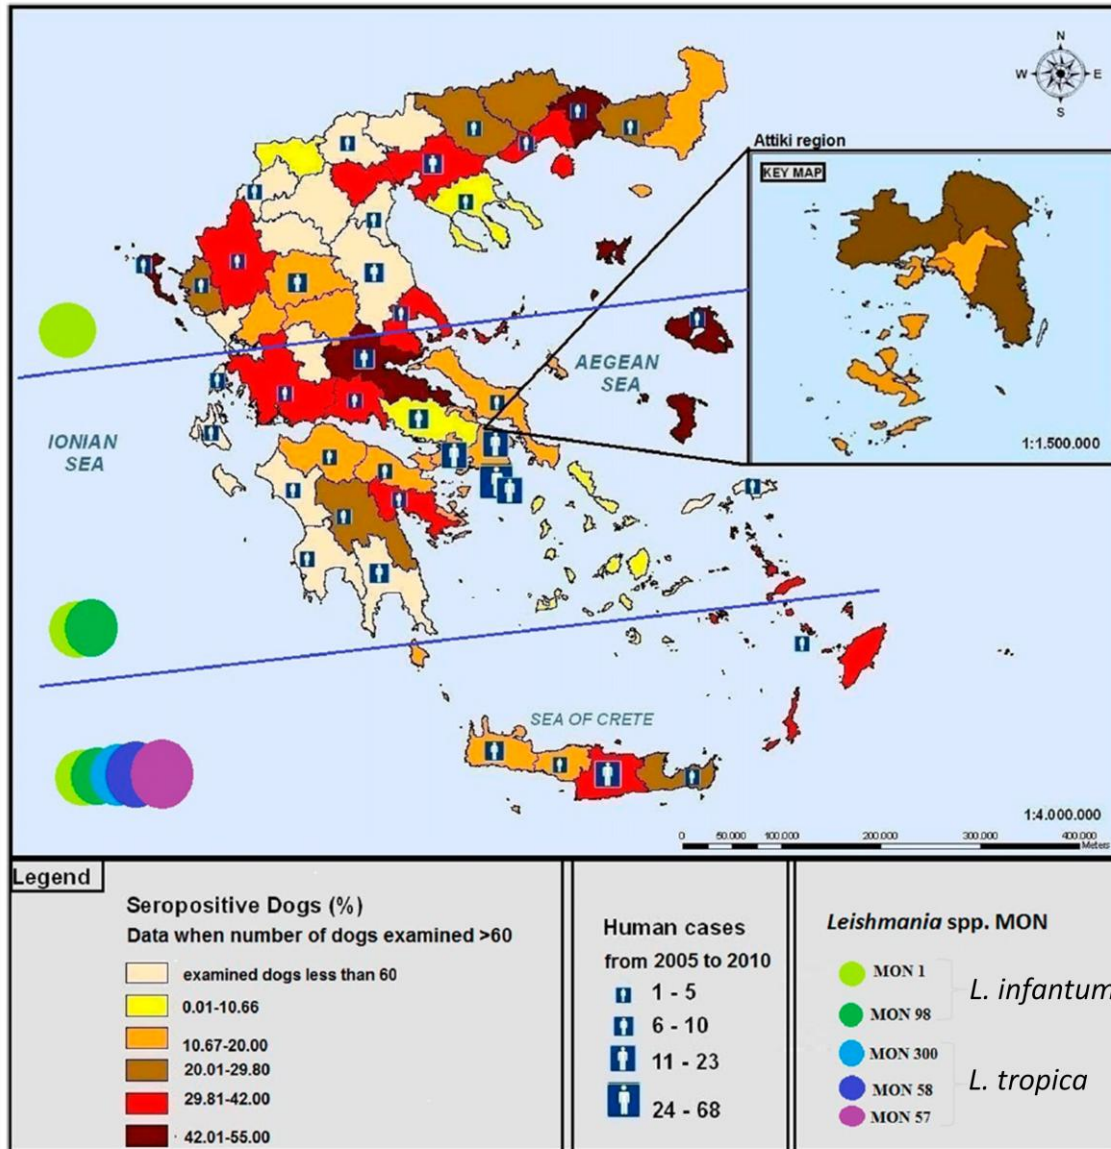 N
W E
S
Attiki region
KEY MAP
1:1.500.000
AEGEAN
SEA
IONIAN
SEA
SEA OF CRETE
1:4.000.000
0 50.000 100.000 200.000 300.000 400.000
Meters
Legend
Seropositive Dogs (%)
Data when number of dogs examined >60
examined dogs less than 60
0.01-10.66
10.67-20.00
20.01-29.80
29.81-42.00
42.01-55.00
Human cases
from 2005 to 2010
1 - 5
6 - 10
11 - 23
24 - 68
Leishmania spp. MON
MON 1
MON 98
L. infantum
MON 300
MON 58
MON 57
L. tropica